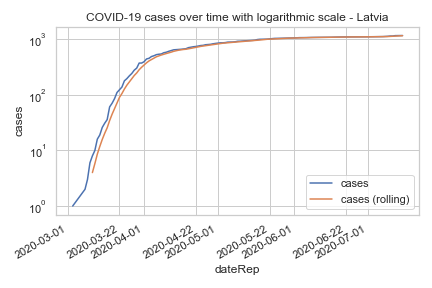 COVID-19 cases over time with logarithmic scale - Latvia
10³
10²
10¹
10⁰
cases
cases
cases (rolling)
2020-03-01
2020-03-22
2020-04-01
2020-04-22
2020-05-01
2020-05-22
2020-06-01
2020-06-22
2020-07-01
dateRep